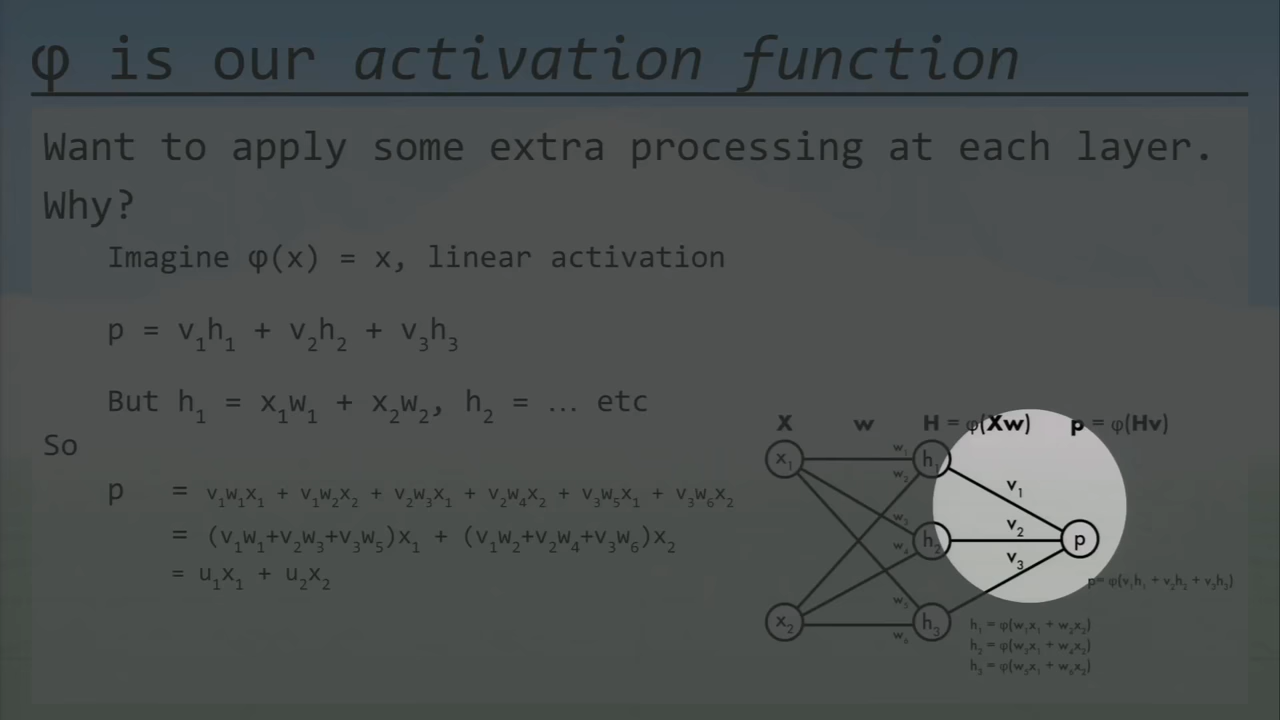 φ is our activation function
Want to apply some extra processing at each layer.
Why?
Imagine φ(x) = x, linear activation
p = v₁h₁ + v₂h₂ + v₃h₃
But h₁ = x₁w₁ + x₂w₂, h₂ = … etc
So
p = v₁w₁x₁ + v₁w₂x₂ + v₂w₃x₁ + v₂w₄x₂ + v₃w₅x₁ + v₃w₆x₂
= (v₁w₁+v₂w₃+v₃w₅)x₁ + (v₁w₂+v₂w₄+v₃w₆)x₂
= u₁x₁ + u₂x₂
X w H = φ(Xw) p = φ(Hv)
x₁ w₁ h₁
w₂
v₁
w₃ v₂
h₂ p
w₄
v₃
p= φ(v₁h₁ + v₂h₂ + v₃h₃)
w₅
x₂ h₃
w₆
h₁ = φ(w₁x₁ + w₂x₂)
h₂ = φ(w₃x₁ + w₄x₂)
h₃ = φ(w₅x₁ + w₆x₂)